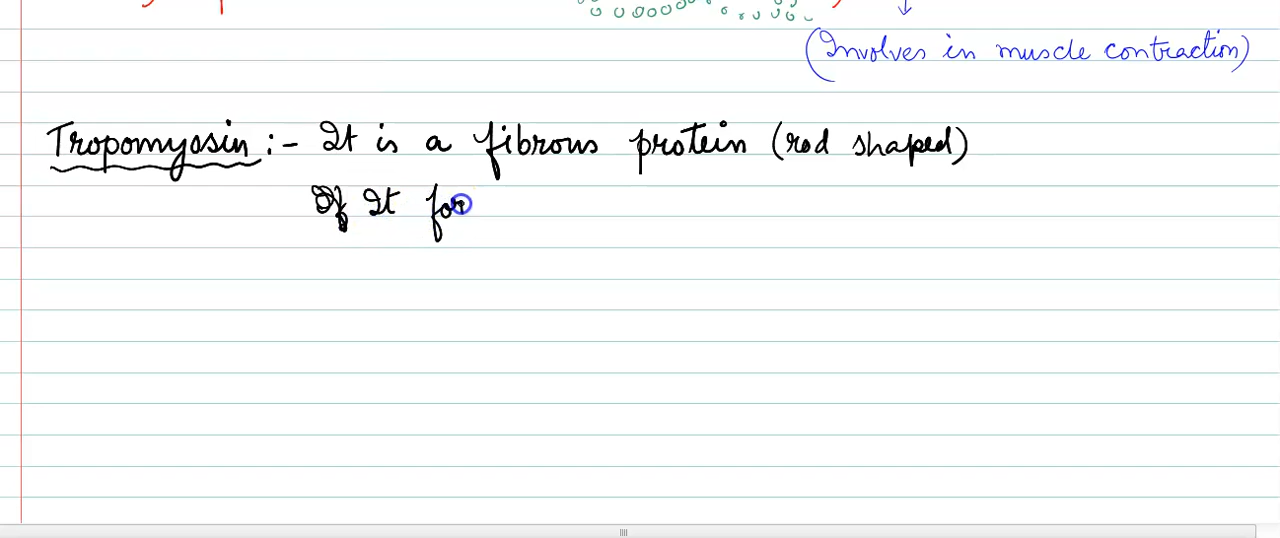 (Involves in muscle contraction)
Tropomyosin :- It is a fibrous protein (rod shaped)
It for